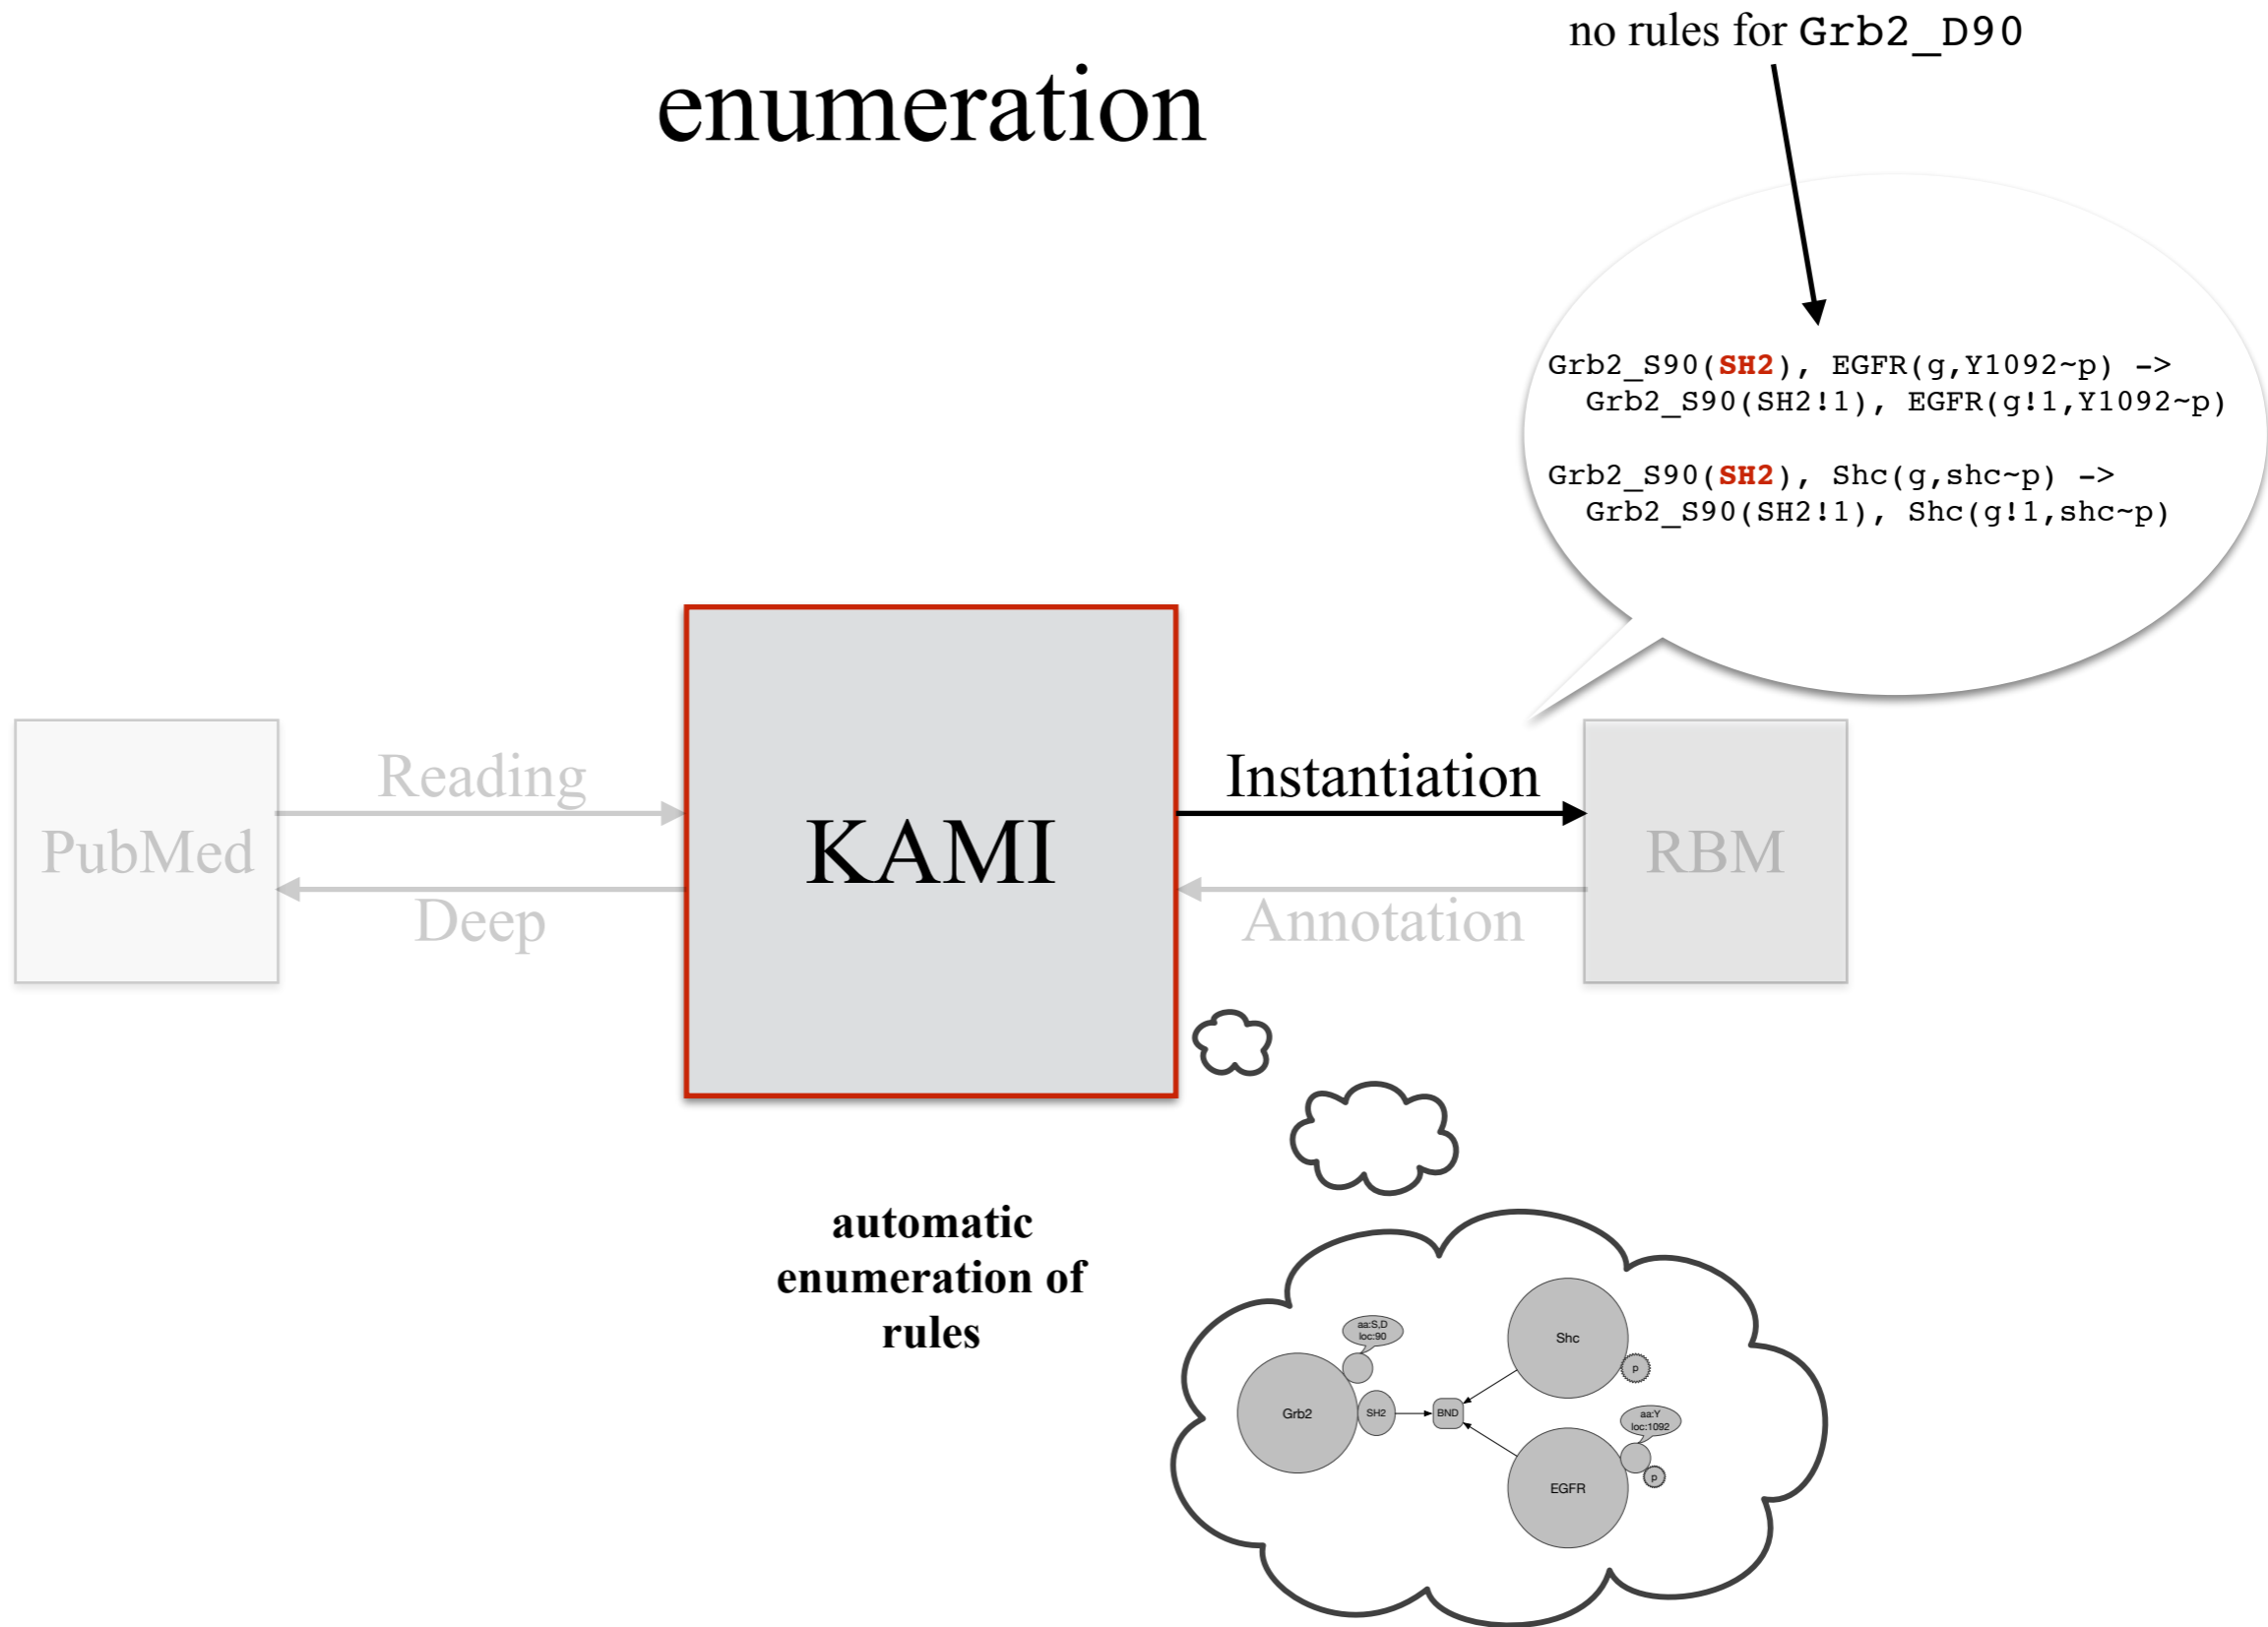 no rules for Grb2_D90
enumeration
Grb2_S90(SH2), EGFR(g,Y1092~p) ->
Grb2_S90(SH2!1), EGFR(g!1,Y1092~p)
Grb2_S90(SH2), Shc(g,shc~p) ->
Grb2_S90(SH2!1), Shc(g!1,shc~p)
PubMed
Reading
Deep
KAMI
Instantiation
Annotation
RBM
automatic
enumeration of
rules
aa:S,D
loc:90
Grb2
SH2
BND
Shc
p
aa:Y
loc:1092
p
EGFR